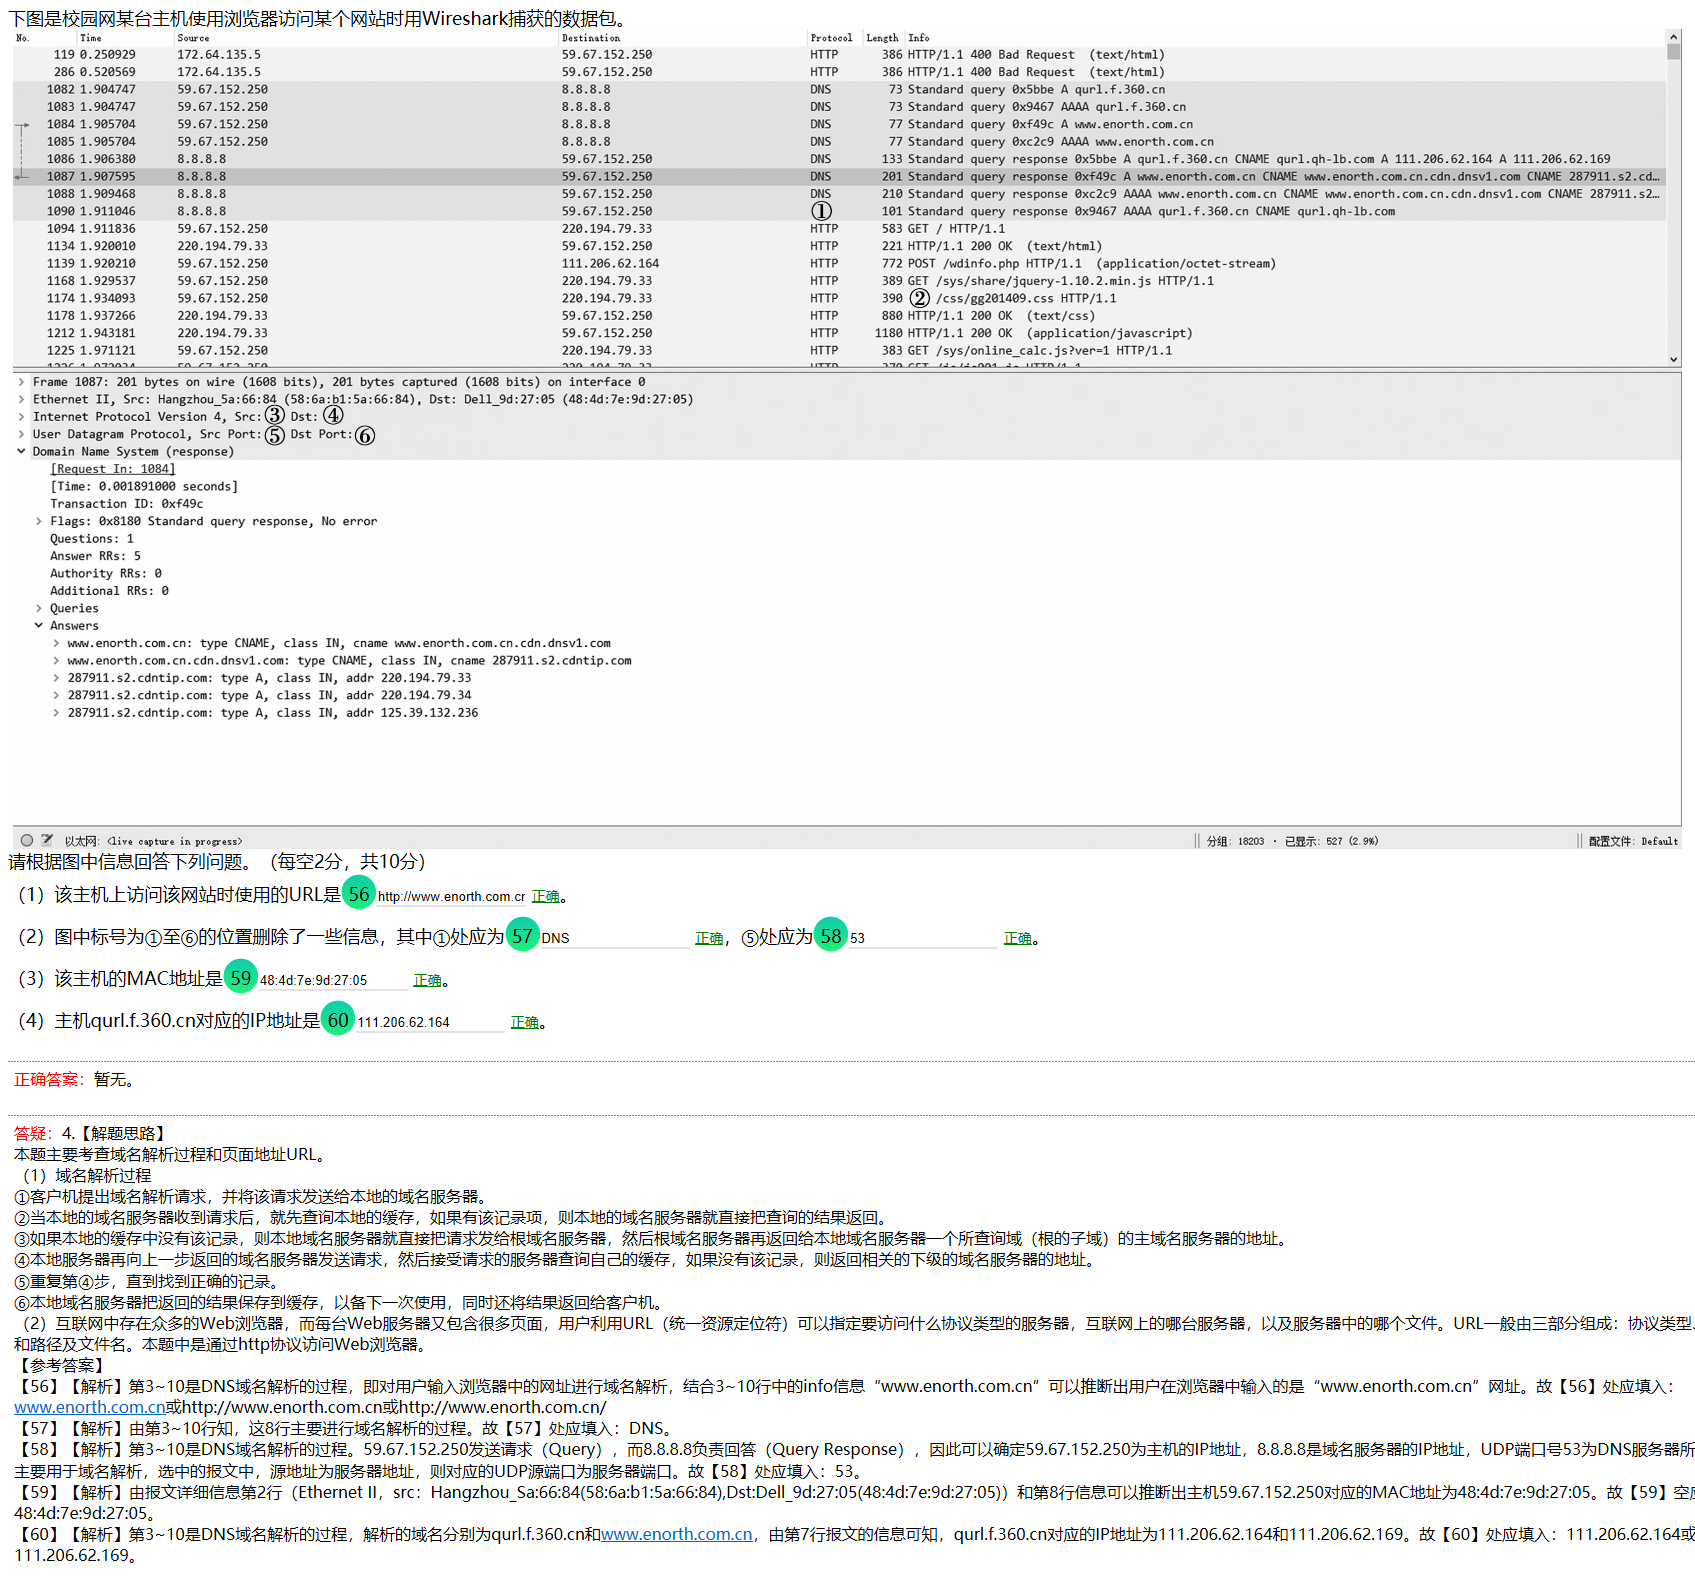 下图是校园网某台主机使用浏览器访问某个网站时用Wireshark捕获的数据包。
No. Time Source Destination Protocol Length Info
119 0.250929 172.64.135.5 59.67.152.250 HTTP 386 HTTP/1.1 400 Bad Request (text/html)
286 0.520569 172.64.135.5 59.67.152.250 HTTP 386 HTTP/1.1 400 Bad Request (text/html)
1082 1.904747 59.67.152.250 8.8.8.8 DNS 73 Standard query 0x5bbe A qurl.f.360.cn
1083 1.904747 59.67.152.250 8.8.8.8 DNS 73 Standard query 0x9467 AAAA qurl.f.360.cn
1084 1.905704 59.67.152.250 8.8.8.8 DNS 77 Standard query 0xf49c A www.enorth.com.cn
1085 1.905704 59.67.152.250 8.8.8.8 DNS 77 Standard query 0xc2c9 AAAA www.enorth.com.cn
1086 1.906380 8.8.8.8 59.67.152.250 DNS 133 Standard query response 0x5bbe A qurl.f.360.cn CNAME qurl.qh-lb.com A 111.206.62.164 A 111.206.62.169
1087 1.907595 8.8.8.8 59.67.152.250 DNS 201 Standard query response 0xf49c A www.enorth.com.cn CNAME www.enorth.com.cn.cdn.dnsv1.com CNAME 287911.s2.cd…
1088 1.909468 8.8.8.8 59.67.152.250 DNS 210 Standard query response 0xc2c9 AAAA www.enorth.com.cn CNAME www.enorth.com.cn.cdn.dnsv1.com CNAME 287911.s2…
1090 1.911046 8.8.8.8 59.67.152.250 ① 101 Standard query response 0x9467 AAAA qurl.f.360.cn CNAME qurl.qh-lb.com
1094 1.911836 59.67.152.250 220.194.79.33 HTTP 583 GET / HTTP/1.1
1134 1.920010 220.194.79.33 59.67.152.250 HTTP 221 HTTP/1.1 200 OK (text/html)
1139 1.920210 59.67.152.250 111.206.62.164 HTTP 772 POST /wdinfo.php HTTP/1.1 (application/octet-stream)
1168 1.929537 59.67.152.250 220.194.79.33 HTTP 389 GET /sys/share/jquery-1.10.2.min.js HTTP/1.1
1174 1.934093 59.67.152.250 220.194.79.33 HTTP 390 ② /css/gg201409.css HTTP/1.1
1178 1.937266 220.194.79.33 59.67.152.250 HTTP 880 HTTP/1.1 200 OK (text/css)
1212 1.943181 220.194.79.33 59.67.152.250 HTTP 1180 HTTP/1.1 200 OK (application/javascript)
1225 1.971121 59.67.152.250 220.194.79.33 HTTP 383 GET /sys/online_calc.js?ver=1 HTTP/1.1
Frame 1087: 201 bytes on wire (1608 bits), 201 bytes captured (1608 bits) on interface 0
Ethernet II, Src: Hangzhou_5a:66:84 (58:6a:b1:5a:66:84), Dst: Dell_9d:27:05 (48:4d:7e:9d:27:05)
Internet Protocol Version 4, Src:③ Dst: ④
User Datagram Protocol, Src Port:⑤ Dst Port:⑥
Domain Name System (response)
[Request In: 1084]
[Time: 0.001891000 seconds]
Transaction ID: 0xf49c
Flags: 0x8180 Standard query response, No error
Questions: 1
Answer RRs: 5
Authority RRs: 0
Additional RRs: 0
Queries
Answers
www.enorth.com.cn: type CNAME, class IN, cname www.enorth.com.cn.cdn.dnsv1.com
www.enorth.com.cn.cdn.dnsv1.com: type CNAME, class IN, cname 287911.s2.cdntip.com
287911.s2.cdntip.com: type A, class IN, addr 220.194.79.33
287911.s2.cdntip.com: type A, class IN, addr 220.194.79.34
287911.s2.cdntip.com: type A, class IN, addr 125.39.132.236
以太网: <live capture in progress> 分组: 18203 · 已显示: 527 (2.9%) 配置文件: Default
请根据图中信息回答下列问题。（每空2分，共10分）
（1）该主机上访问该网站时使用的URL是 56 http://www.enorth.com.cr 正确。
（2）图中标号为①至⑥的位置删除了一些信息，其中①处应为 57 DNS 正确，⑤处应为 58 53 正确。
（3）该主机的MAC地址是 59 48:4d:7e:9d:27:05 正确。
（4）主机qurl.f.360.cn对应的IP地址是 60 111.206.62.164 正确。
正确答案：暂无。
答疑：4.【解题思路】
本题主要考查域名解析过程和页面地址URL。
（1）域名解析过程
①客户机提出域名解析请求，并将该请求发送给本地的域名服务器。
②当本地的域名服务器收到请求后，就先查询本地的缓存，如果有该记录项，则本地的域名服务器就直接把查询的结果返回。
③如果本地的缓存中没有该记录，则本地域名服务器就直接把请求发给根域名服务器，然后根域名服务器再返回给本地域名服务器一个所查询域（根的子域）的主域名服务器的地址。
④本地服务器再向上一步返回的域名服务器发送请求，然后接受请求的服务器查询自己的缓存，如果没有该记录，则返回相关的下级的域名服务器的地址。
⑤重复第④步，直到找到正确的记录。
⑥本地域名服务器把返回的结果保存到缓存，以备下一次使用，同时还将结果返回给客户机。
（2）互联网中存在众多的Web浏览器，而每台Web服务器又包含很多页面，用户利用URL（统一资源定位符）可以指定要访问什么协议类型的服务器，互联网上的哪台服务器，以及服务器中的哪个文件。URL一般由三部分组成：协议类型、
和路径及文件名。本题中是通过http协议访问Web浏览器。
【参考答案】
【56】【解析】第3~10是DNS域名解析的过程，即对用户输入浏览器中的网址进行域名解析，结合3~10行中的info信息“www.enorth.com.cn”可以推断出用户在浏览器中输入的是“www.enorth.com.cn”网址。故【56】处应填入：
www.enorth.com.cn或http://www.enorth.com.cn或http://www.enorth.com.cn/
【57】【解析】由第3~10行知，这8行主要进行域名解析的过程。故【57】处应填入：DNS。
【58】【解析】第3~10是DNS域名解析的过程。59.67.152.250发送请求（Query），而8.8.8.8负责回答（Query Response），因此可以确定59.67.152.250为主机的IP地址，8.8.8.8是域名服务器的IP地址，UDP端口号53为DNS服务器所
主要用于域名解析，选中的报文中，源地址为服务器地址，则对应的UDP源端口为服务器端口。故【58】处应填入：53。
【59】【解析】由报文详细信息第2行（Ethernet II，src：Hangzhou_Sa:66:84(58:6a:b1:5a:66:84),Dst:Dell_9d:27:05(48:4d:7e:9d:27:05)）和第8行信息可以推断出主机59.67.152.250对应的MAC地址为48:4d:7e:9d:27:05。故【59】空应
48:4d:7e:9d:27:05。
【60】【解析】第3~10是DNS域名解析的过程，解析的域名分别为qurl.f.360.cn和www.enorth.com.cn，由第7行报文的信息可知，qurl.f.360.cn对应的IP地址为111.206.62.164和111.206.62.169。故【60】处应填入：111.206.62.164或
111.206.62.169。